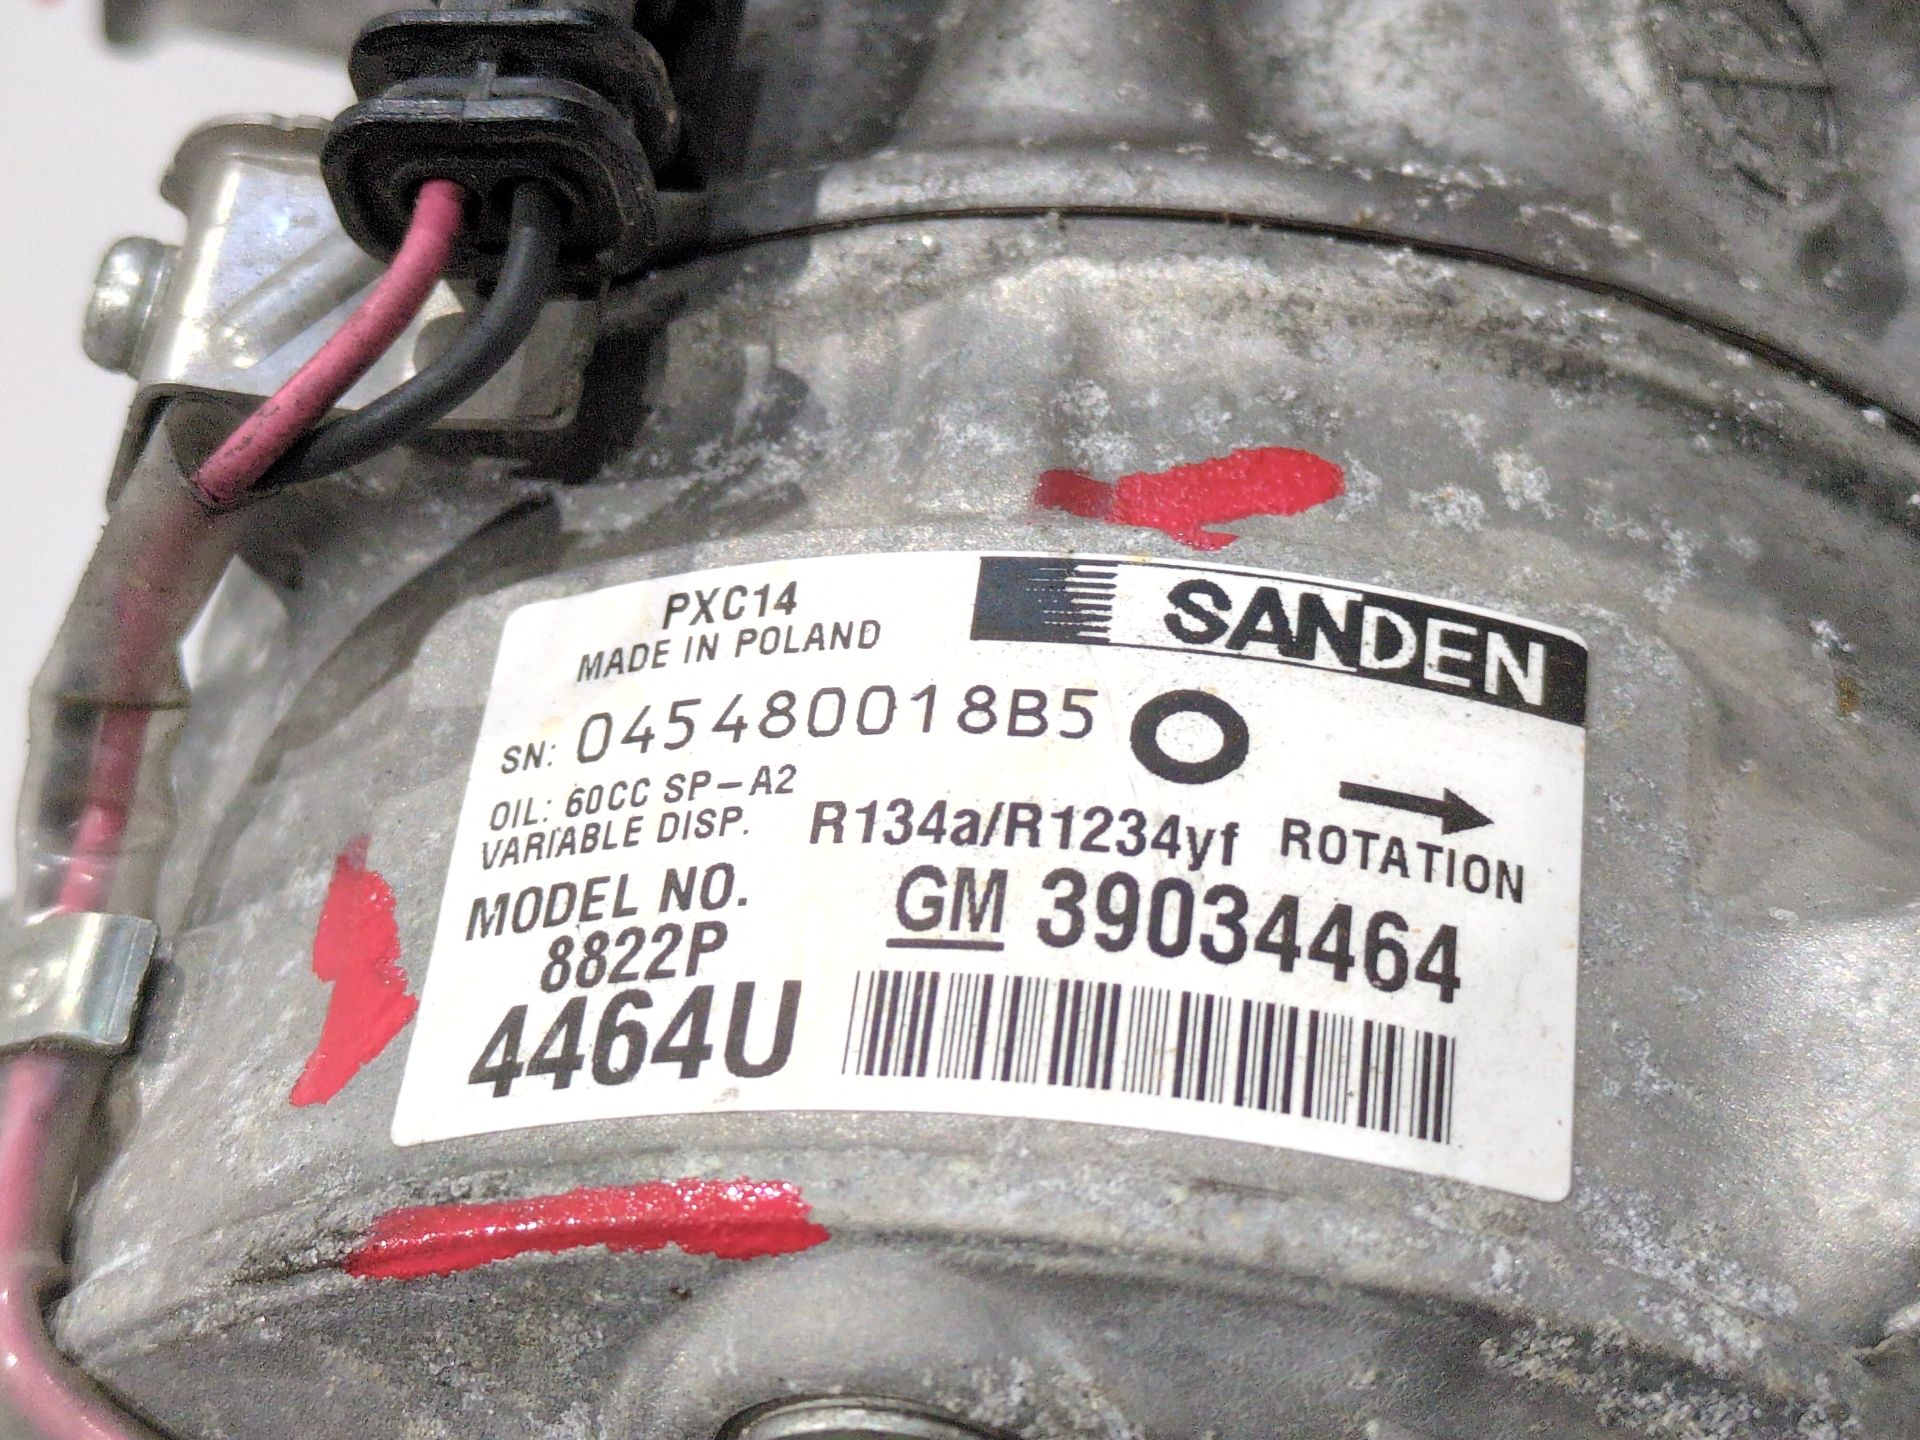 PXC14
MADE IN POLAND
SANDEN
SN: 045480018B5 O
OIL: 60CC SP-A2
VARIABLE DISP.
R134a/R1234yf
ROTATION
MODEL NO.
8822P
GM 39034464
4464U